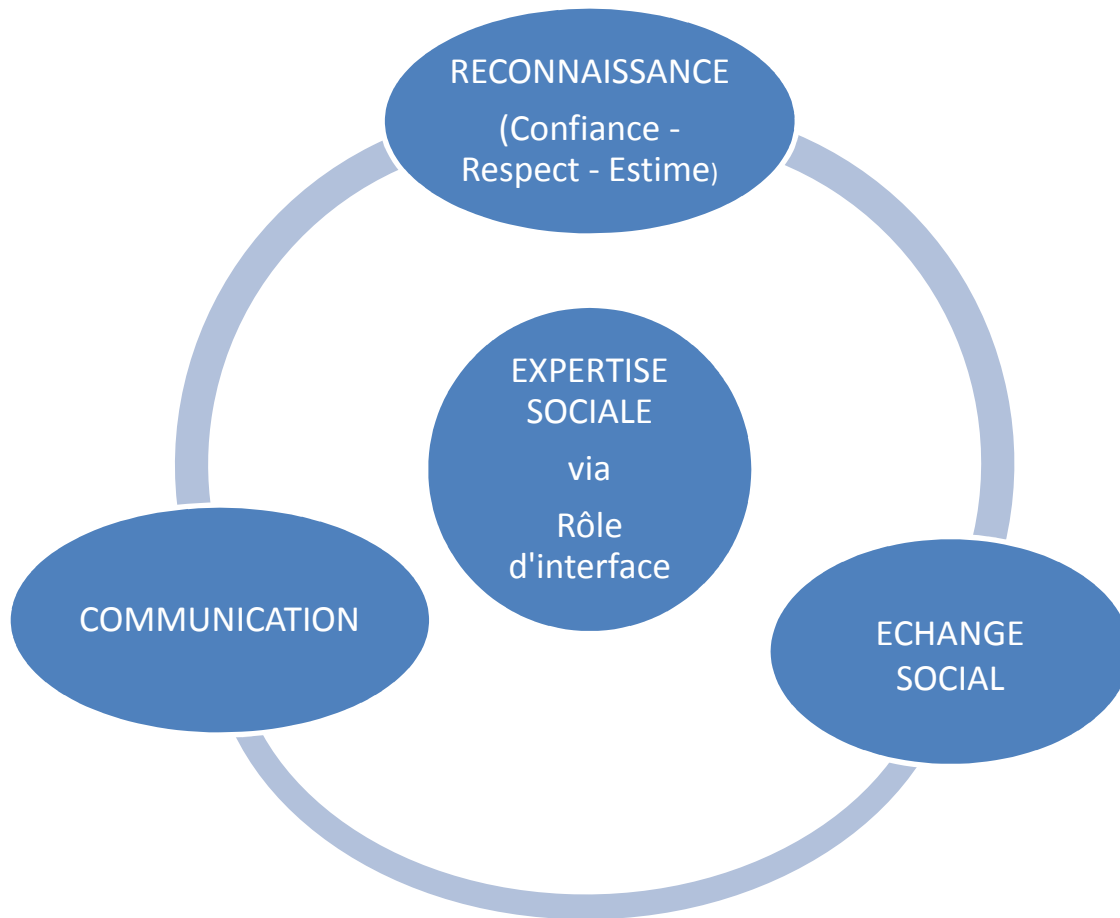 RECONNAISSANCE
(Confiance -
Respect - Estime)
EXPERTISE
SOCIALE
via
Rôle
d'interface
COMMUNICATION
ECHANGE
SOCIAL